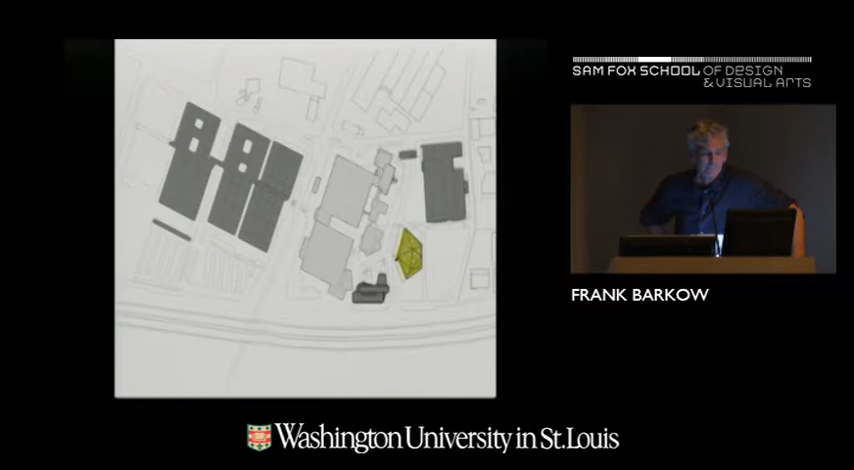 SAM FOX SCHOOL OF DESIGN
& VISUAL ARTS
FRANK BARKOW
Washington University in St. Louis